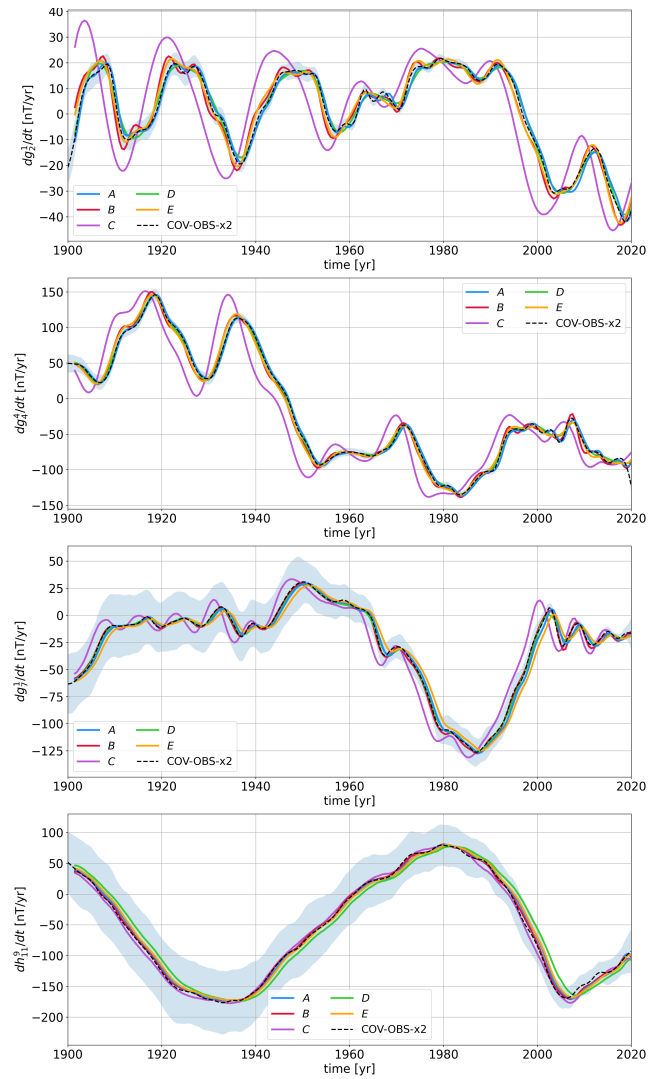 40
30
20
10
0
−10
−20
−30
−40
/dt [nT/yr]
A
B
C
D
E
COV-OBS-x2
1900
1920
1940
1960
1980
2000
2020
time [yr]
150
100
50
0
−50
−100
−150
dg₄⁴/dt [nT/yr]
A
B
C
D
E
COV-OBS-x2
1900
1920
1940
1960
1980
2000
2020
time [yr]
50
25
0
−25
−50
−75
−100
−125
/dt [nT/yr]
A
B
C
D
E
COV-OBS-x2
1900
1920
1940
1960
1980
2000
2020
time [yr]
100
50
0
−50
−100
−150
−200
dh₁₁⁹/dt [nT/yr]
A
B
C
D
E
COV-OBS-x2
1900
1920
1940
1960
1980
2000
2020
time [yr]